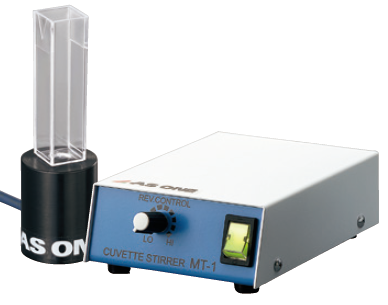 AS ONE
AS ON
REV.CONTROL
LO HI
CUVETTE STIRRER MT-1